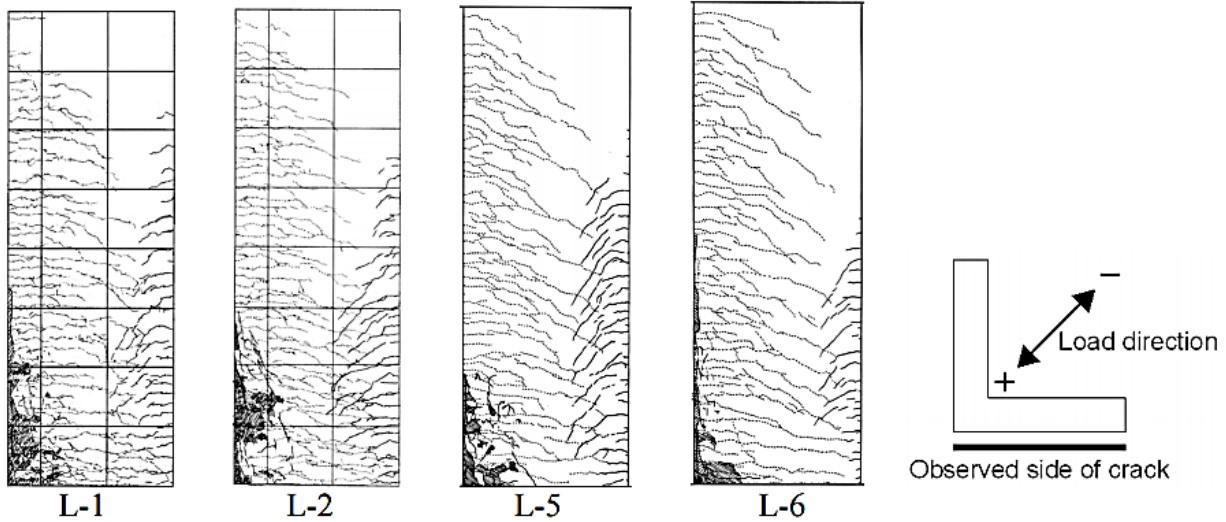 L-1
L-2
L-5
L-6
−
Load direction
+
Observed side of crack